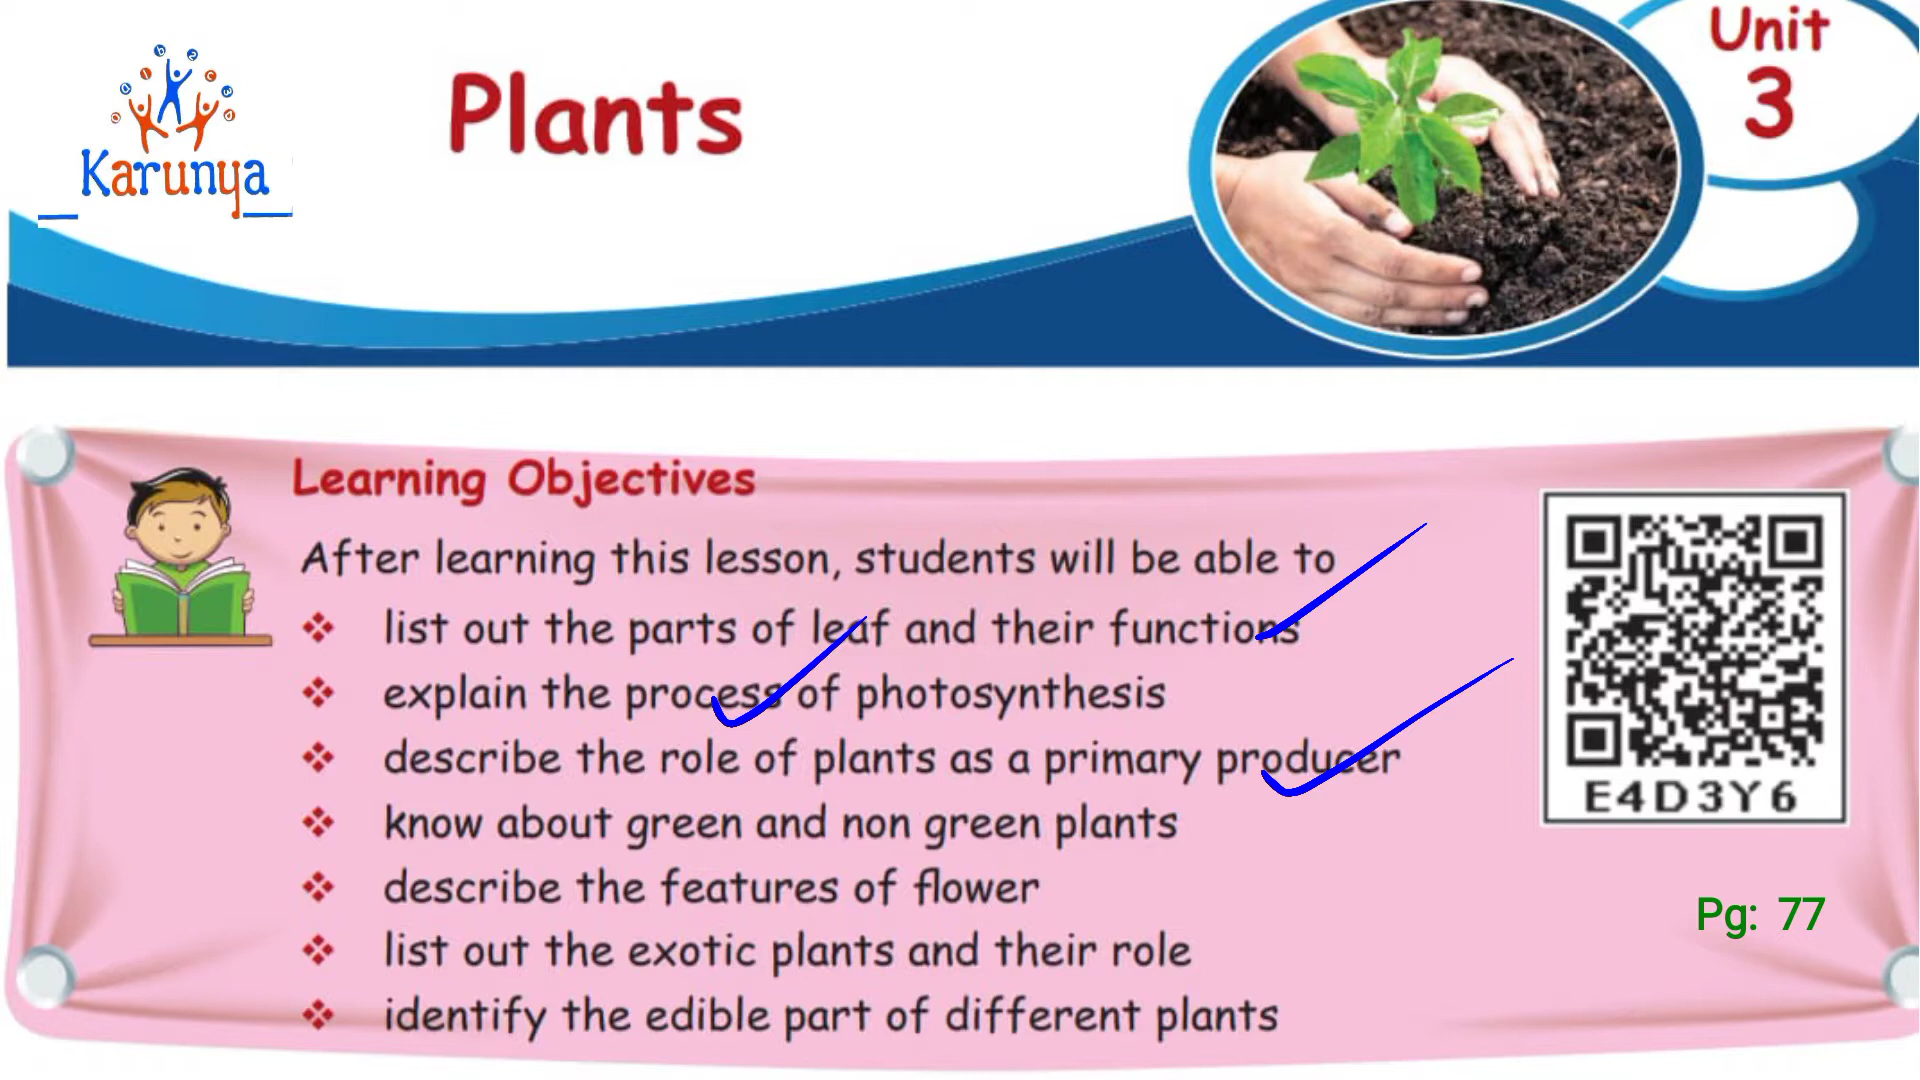 Plants
Unit
3
Karunya
Learning Objectives
After learning this lesson, students will be able to
❖ list out the parts of leaf and their functions
❖ explain the process of photosynthesis
❖ describe the role of plants as a primary producer
❖ know about green and non green plants
❖ describe the features of flower
❖ list out the exotic plants and their role
❖ identify the edible part of different plants
E4D3Y6
Pg: 77